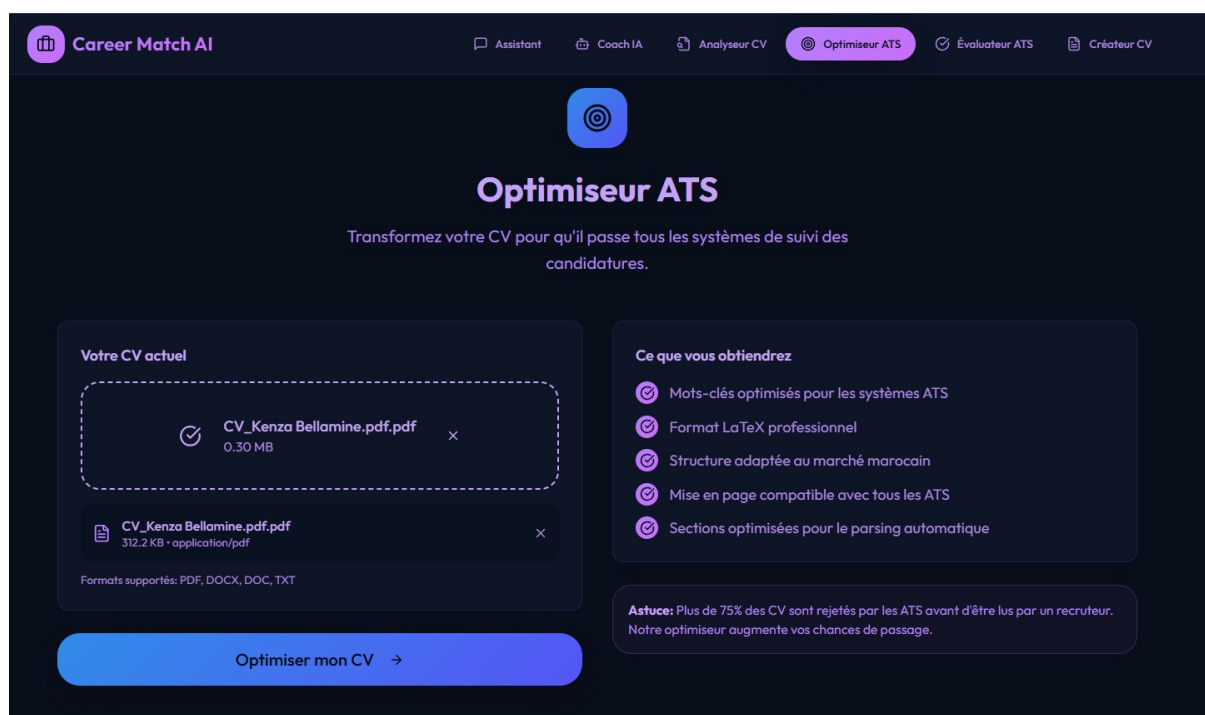 Career Match AI
Assistant
Coach IA
Analyseur CV
Optimiseur ATS
Évaluateur ATS
Créateur CV
Optimiseur ATS
Transformez votre CV pour qu'il passe tous les systèmes de suivi des
candidatures.
Votre CV actuel
CV_Kenza Bellamine.pdf.pdf
0.30 MB
CV_Kenza Bellamine.pdf.pdf
312.2 KB • application/pdf
Formats supportés: PDF, DOCX, DOC, TXT
Optimiser mon CV →
Ce que vous obtiendrez
Mots-clés optimisés pour les systèmes ATS
Format LaTeX professionnel
Structure adaptée au marché marocain
Mise en page compatible avec tous les ATS
Sections optimisées pour le parsing automatique
Astuce: Plus de 75% des CV sont rejetés par les ATS avant d'être lus par un recruteur.
Notre optimiseur augmente vos chances de passage.